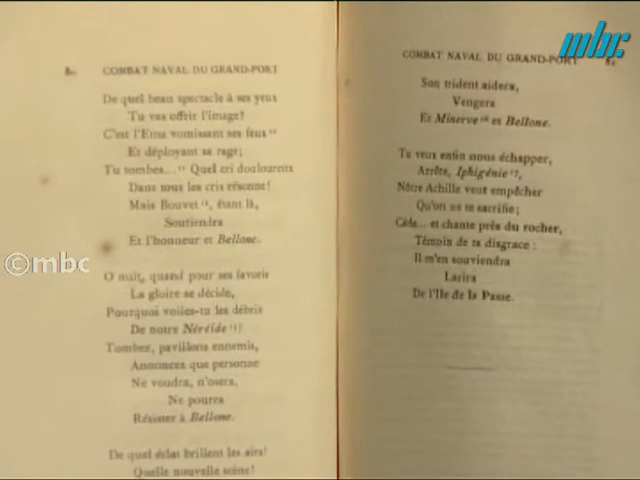 mbc
©mbc
80 COMBAT NAVAL DU GRAND-PORT
De quel beau spectacle à ses yeux
Tu vas offrir l'image!
C'est l'Etna vomissant ses feux
Et déployant sa rage;
Tu tombes... Quel cri douloureux
Dans tous les cris résonne!
Mais Bouvet, étant là,
Soutiendra
Et l'honneur et Bellone.
O nuit, quand pour ses favoris
La gloire se décide,
Pourquoi voiles-tu les débris
De notre Néréide
Tombez, pavillons ennemis,
Annoncez que personne
Ne voudra, n'osera,
Ne pourra
Résister à Bellone.
De quel éclat brillent les airs!
Quelle nouvelle scène!
COMBAT NAVAL DU GRAND-PORT
Son trident aidera,
Vengera
Et Minerve et Bellone.
Tu veux enfin nous échapper,
Arrête, Iphigénie
Nôtre Achille veut empêcher
Qu'on ne te sacrifie;
Cède... et chante près du rocher,
Témoin de ta disgrace :
Il m'en souviendra
Larira
De l'Ile de la Passe.